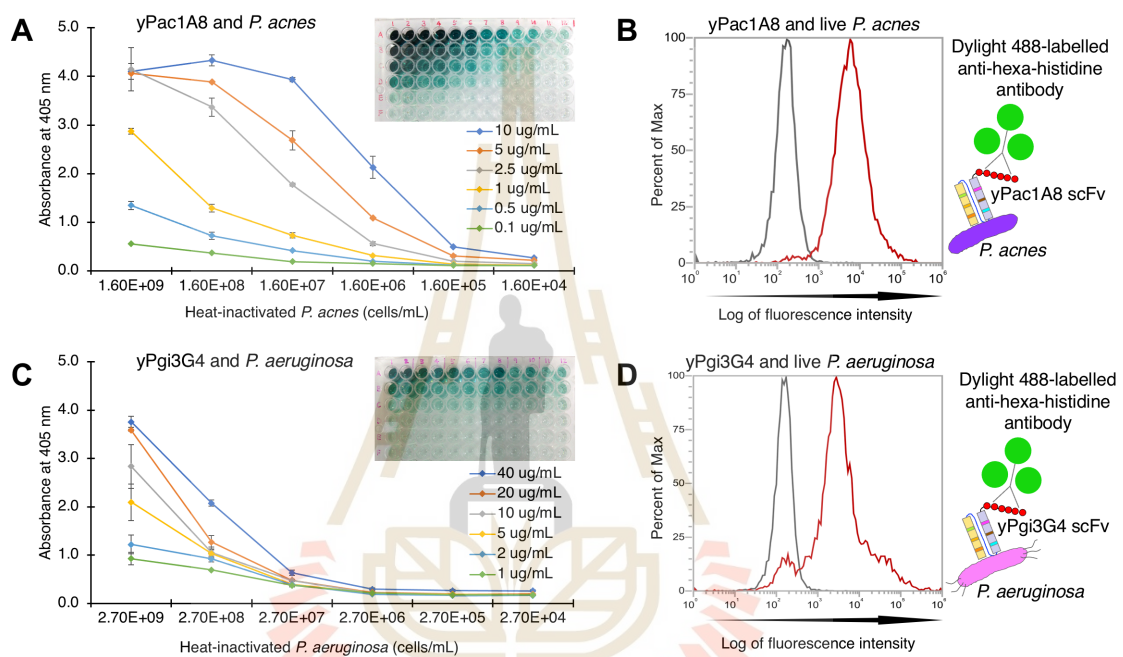 A
yPac1A8 and P. acnes
5.0
4.0
3.0
2.0
1.0
0.0
Absorbance at 405 nm
1.60E+09 1.60E+08 1.60E+07 1.60E+06 1.60E+05 1.60E+04
Heat-inactivated P. acnes (cells/mL)
10 ug/mL
5 ug/mL
2.5 ug/mL
1 ug/mL
0.5 ug/mL
0.1 ug/mL
B
yPac1A8 and live P. acnes
100
75
50
25
0
Percent of Max
10⁰ 10¹ 10² 10³ 10⁴ 10⁵ 10⁶
Log of fluorescence intensity
Dylight 488-labelled
anti-hexa-histidine
antibody
yPac1A8 scFv
P. acnes
C
yPgi3G4 and P. aeruginosa
5.0
4.0
3.0
2.0
1.0
0.0
Absorbance at 405 nm
2.70E+09 2.70E+08 2.70E+07 2.70E+06 2.70E+05 2.70E+04
Heat-inactivated P. aeruginosa (cells/mL)
40 ug/mL
20 ug/mL
10 ug/mL
5 ug/mL
2 ug/mL
1 ug/mL
D
yPgi3G4 and live P. aeruginosa
100
75
50
25
0
Percent of Max
10⁰ 10¹ 10² 10³ 10⁴ 10⁵ 10⁶
Log of fluorescence intensity
Dylight 488-labelled
anti-hexa-histidine
antibody
yPgi3G4 scFv
P. aeruginosa